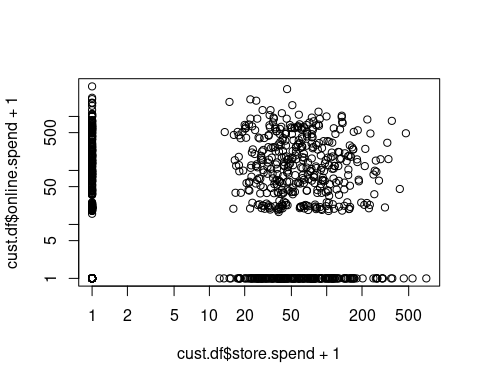 cust.df$online.spend + 1
500
50
5
1
1 2 5 10 20 50 200 500
cust.df$store.spend + 1